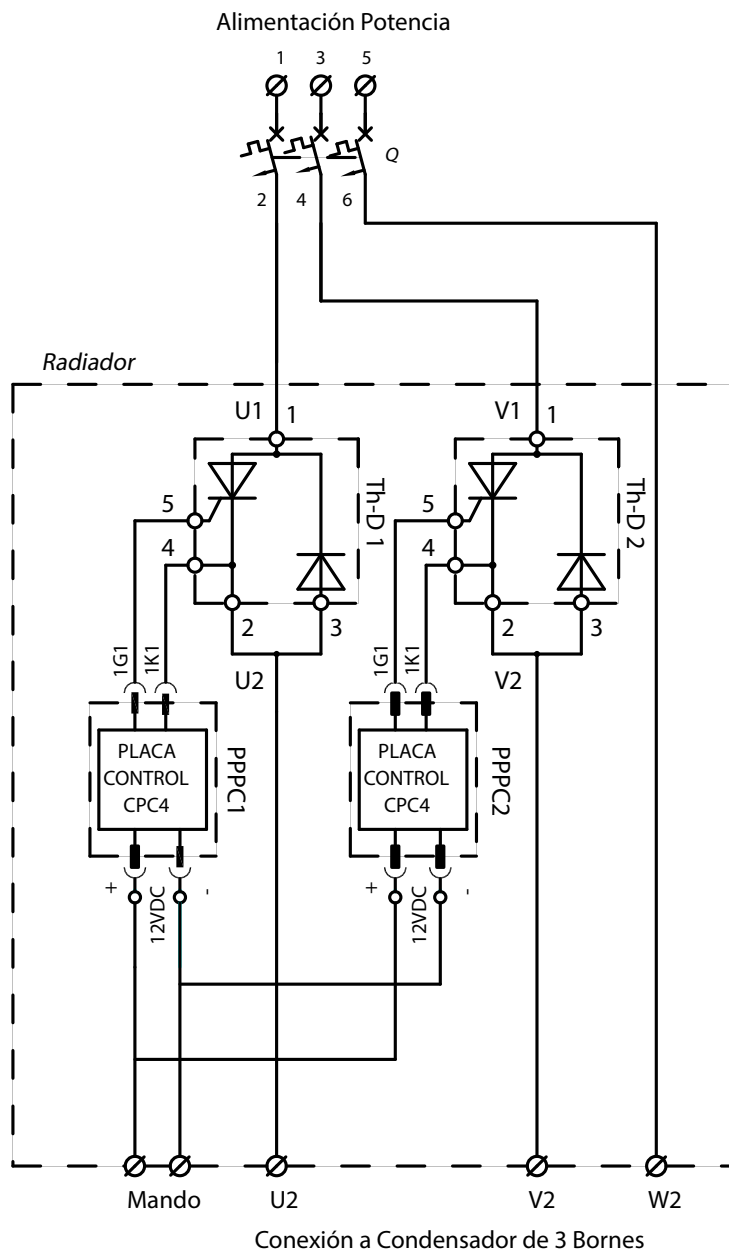 Alimentación Potencia
1 3 5
Q
2 4 6
Radiador
U1 1 V1 1
5 Th-D 1 5 Th-D 2
4 4
2 3 2 3
1G1 1K1 U2 1G1 1K1 V2
PLACA
CONTROL
CPC4
PPPC1
PLACA
CONTROL
CPC4
PPPC2
+ 12VDC - + 12VDC -
Mando U2 V2 W2
Conexión a Condensador de 3 Bornes